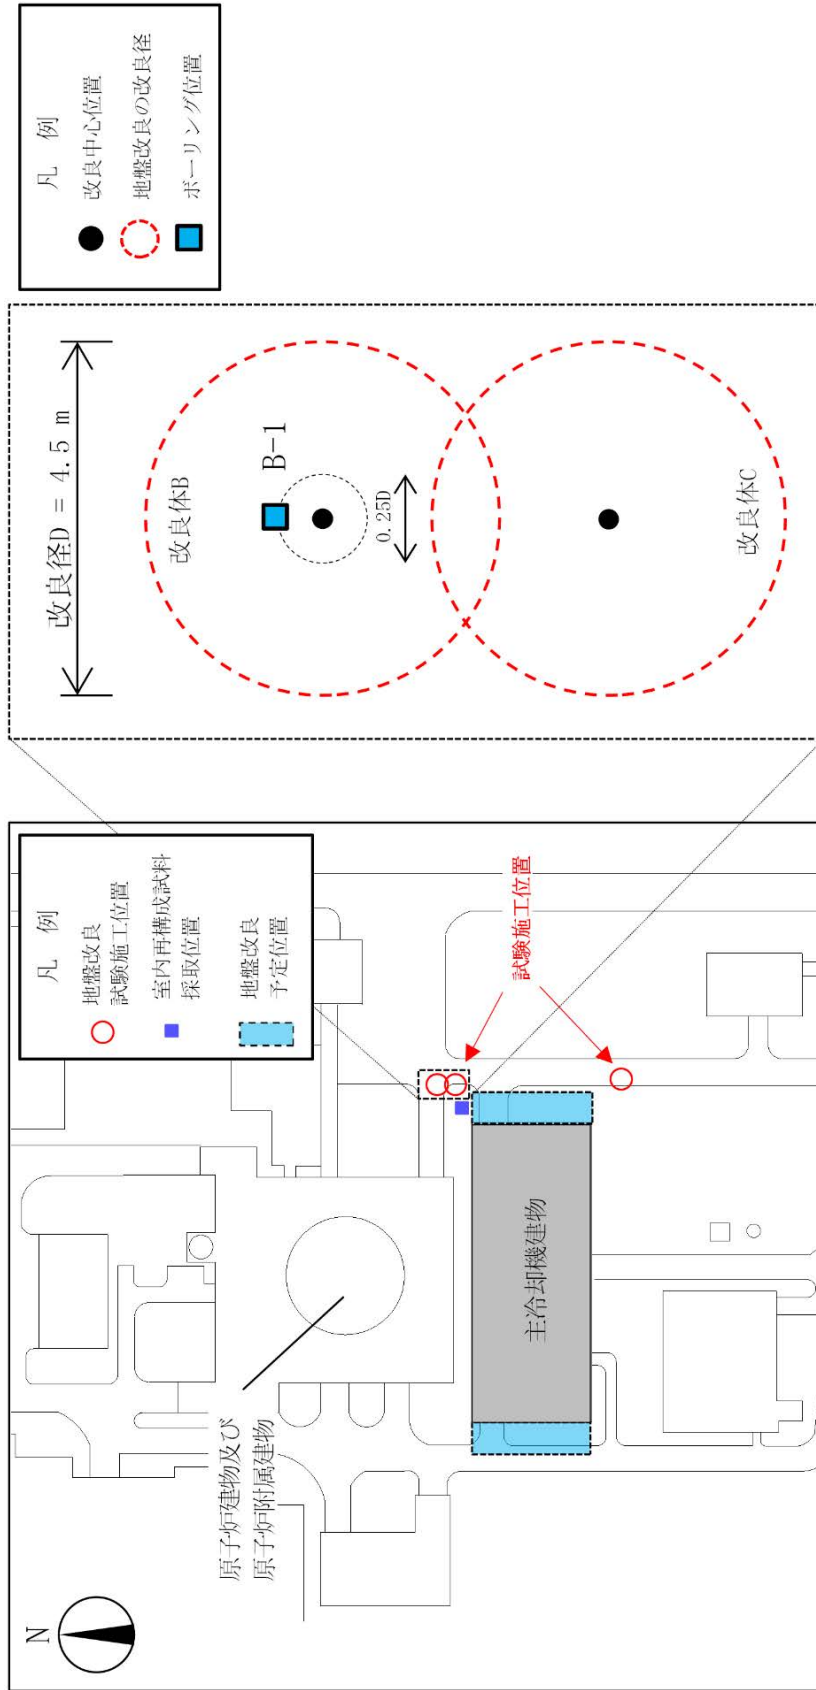 N
原子炉建物及び
原子炉附属建物
主冷却機建物
凡 例
地盤改良
試験施工位置
室内再構成試料
採取位置
地盤改良
予定位置
試験施工位置
改良径D = 4.5 m
改良体B
B-1
0.25D
改良体C
凡 例
改良中心位置
地盤改良の改良径
ボーリング位置